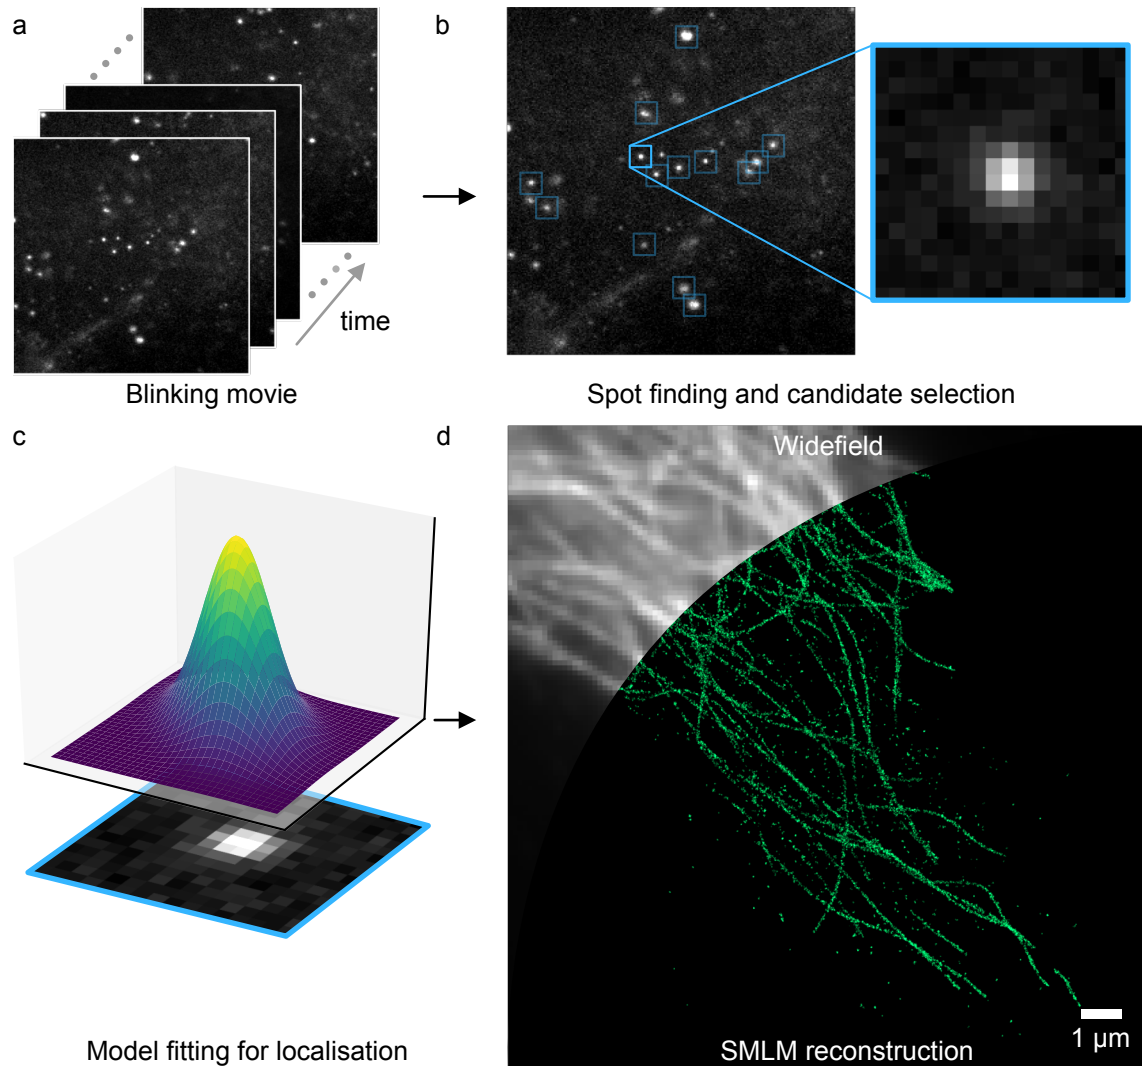 a
b
time
Blinking movie
Spot finding and candidate selection
c
d
Widefield
Model fitting for localisation
SMLM reconstruction
1 µm